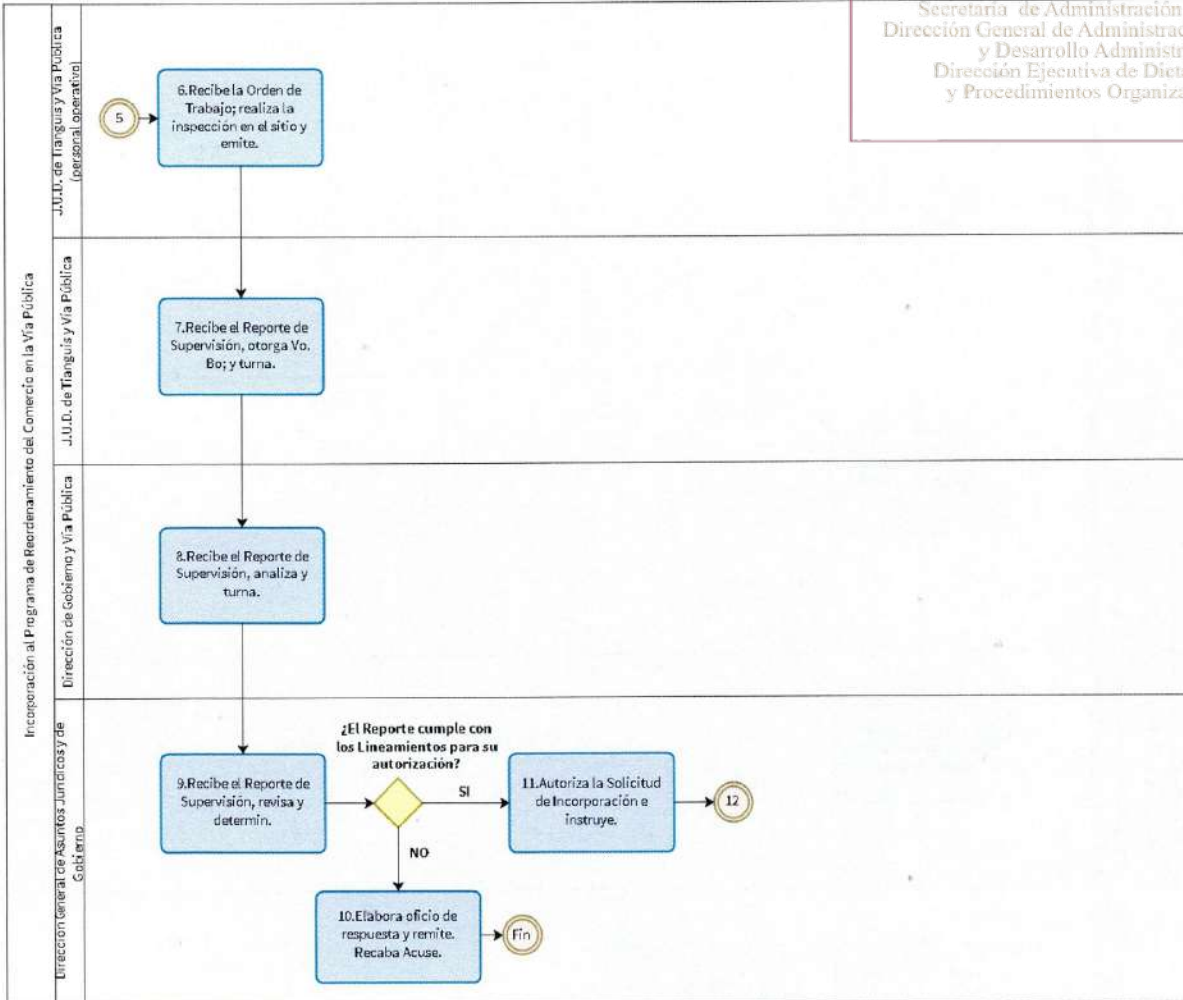 Secretaría de Administración
Dirección General de Administrac
y Desarrollo Administ
Dirección Ejecutiva de Dict
y Procedimientos Organiza
Incorporación al Programa de Reordenamiento del Comercio en la Vía Pública
J.U.D. de Tianguis y Vía Pública
(personal operativo)
5
6.Recibe la Orden de
Trabajo; realiza la
inspección en el sitio y
emite.
J.U.D. de Tianguis y Vía Pública
7.Recibe el Reporte de
Supervisión, otorga Vo.
Bo; y turna.
Dirección de Gobierno y Vía Pública
8.Recibe el Reporte de
Supervisión, analiza y
turna.
Dirección General de Asuntos Jurídicos y de
Gobierno
9.Recibe el Reporte de
Supervisión, revisa y
determin.
¿El Reporte cumple con
los Lineamientos para su
autorización?
SI
11.Autoriza la Solicitud
de Incorporación e
instruye.
12
NO
10.Elabora oficio de
respuesta y remite.
Recaba Acuse.
Fin